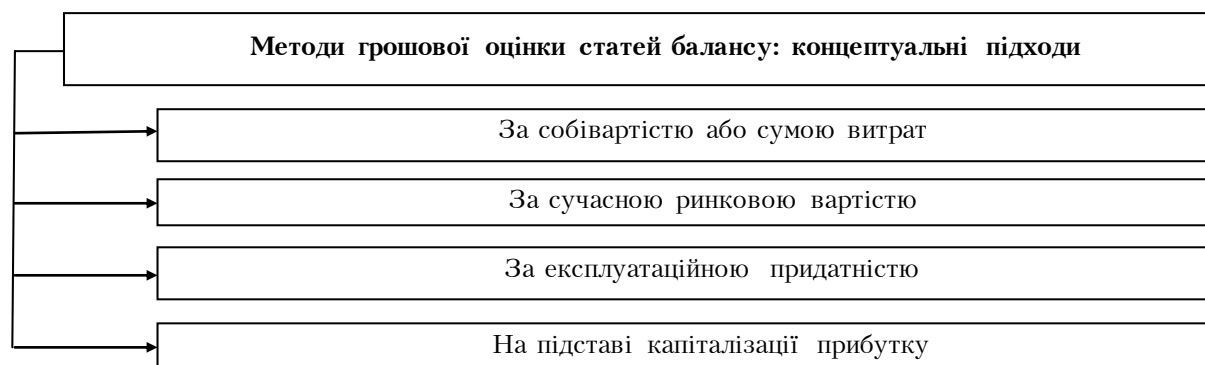 Методи грошової оцінки статей балансу: концептуальні підходи
За собівартістю або сумою витрат
За сучасною ринковою вартістю
За експлуатаційною придатністю
На підставі капіталізації прибутку